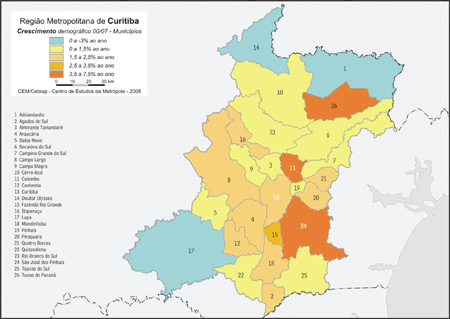 Região Metropolitana de Curitiba
Crescimento demográfico 00/07 - Municípios
0 a -3% ao ano
0 a 1,5% ao ano
1,5 a 2,5% ao ano
2,5 a 3,5% ao ano
3,5 a 7,5% ao ano
0 10 20 30 km
CEM/Cebrap - Centro de Estudos da Metrópole - 2008
1 Adrianópolis
2 Agudos do Sul
3 Almirante Tamandaré
4 Araucária
5 Balsa Nova
6 Bocaiúva do Sul
7 Campina Grande do Sul
8 Campo Largo
9 Campo Magro
10 Cerro Azul
11 Colombo
12 Contenda
13 Curitiba
14 Doutor Ulysses
15 Fazenda Rio Grande
16 Itaperuçu
17 Lapa
18 Mandirituba
19 Pinhais
20 Piraquara
21 Quatro Barras
22 Quitandinha
23 Rio Branco do Sul
24 São José dos Pinhais
25 Tijucas do Sul
26 Tunas do Paraná
14
1
10
26
16
23
6
7
3
9
11
8
21
19
13
20
5
4
24
15
12
17
18
22
25
2